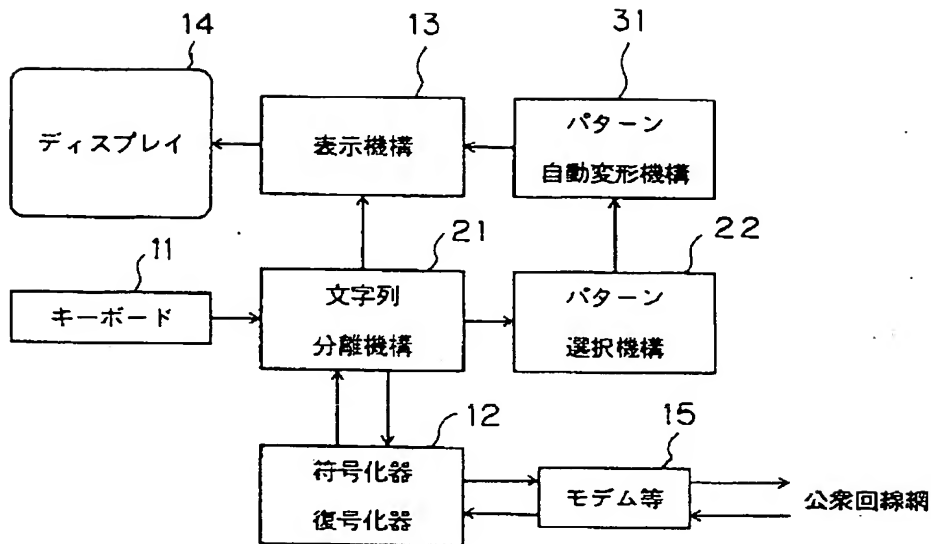 14
13
31
ディスプレイ
表示機構
パターン
自動変形機構
11
21
22
キーボード
文字列
分離機構
パターン
選択機構
12
15
符号化器
復号化器
モデム等
公衆回線網